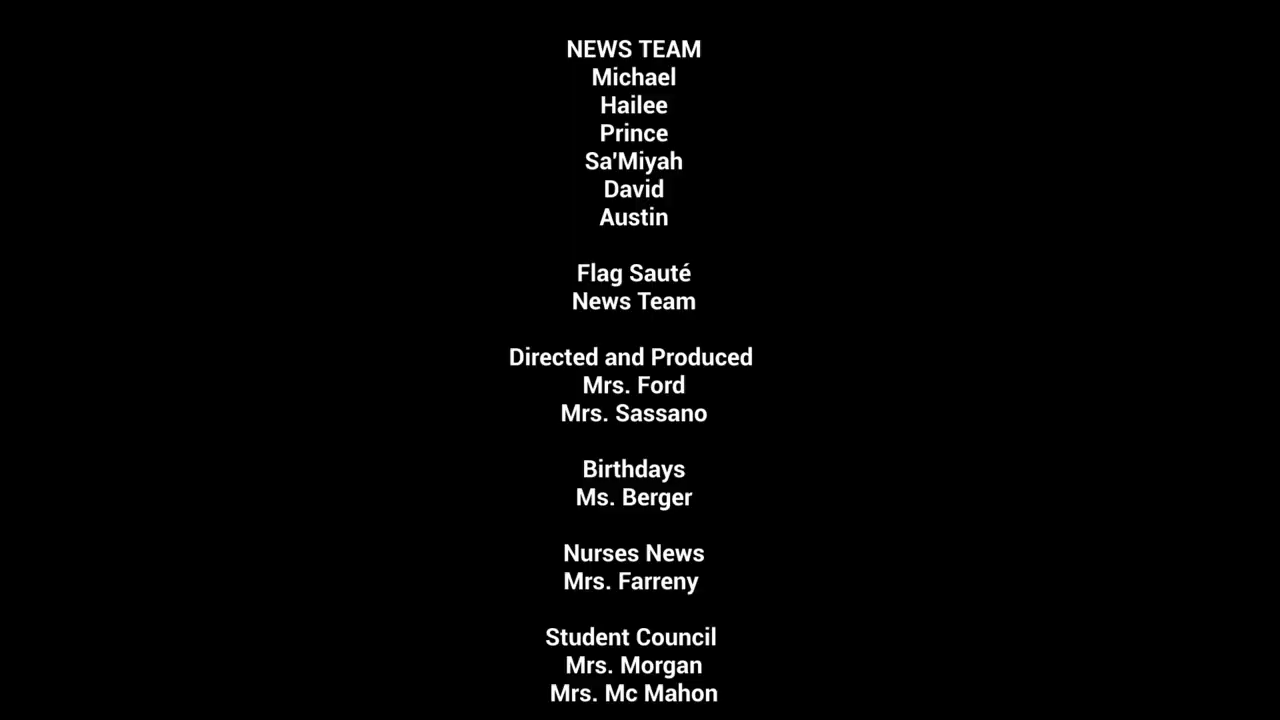 NEWS TEAM
Michael
Hailee
Prince
Sa'Miyah
David
Austin
Flag Sauté
News Team
Directed and Produced
Mrs. Ford
Mrs. Sassano
Birthdays
Ms. Berger
Nurses News
Mrs. Farreny
Student Council
Mrs. Morgan
Mrs. Mc Mahon